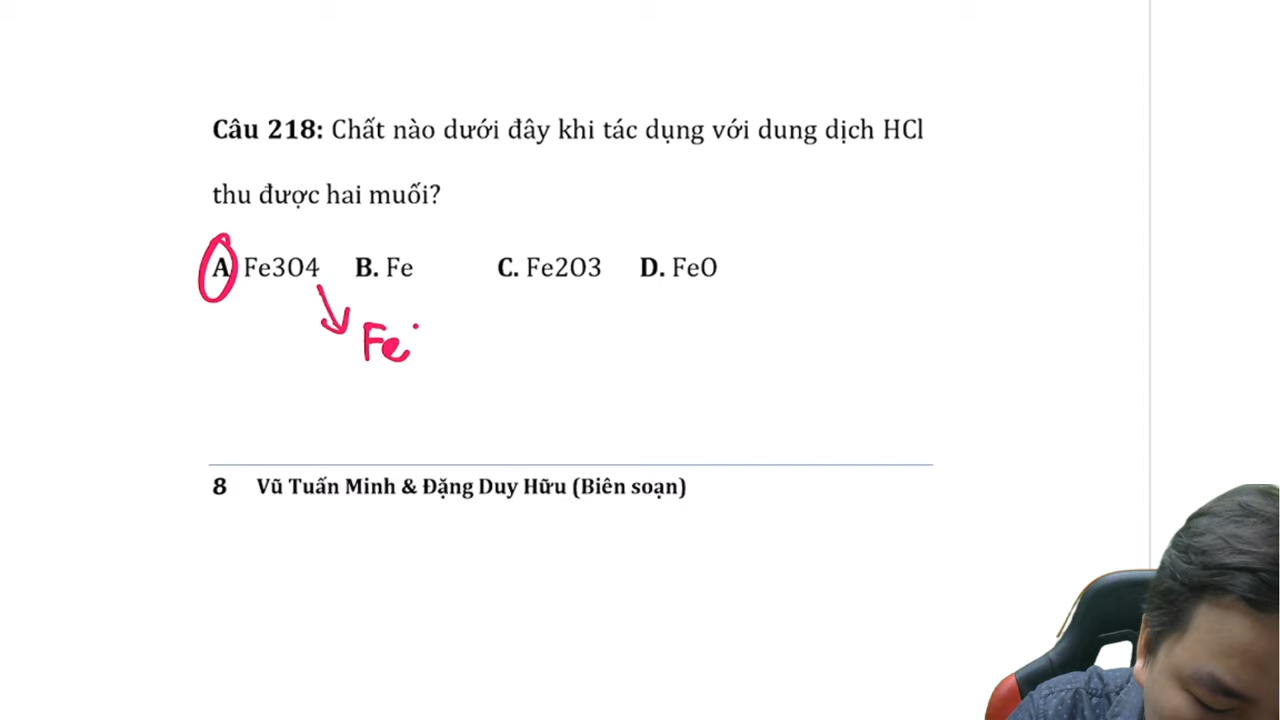 Câu 218: Chất nào dưới đây khi tác dụng với dung dịch HCl
thu được hai muối?
A Fe3O4 B. Fe C. Fe2O3 D. FeO
Fe
8 Vũ Tuấn Minh & Đặng Duy Hữu (Biên soạn)